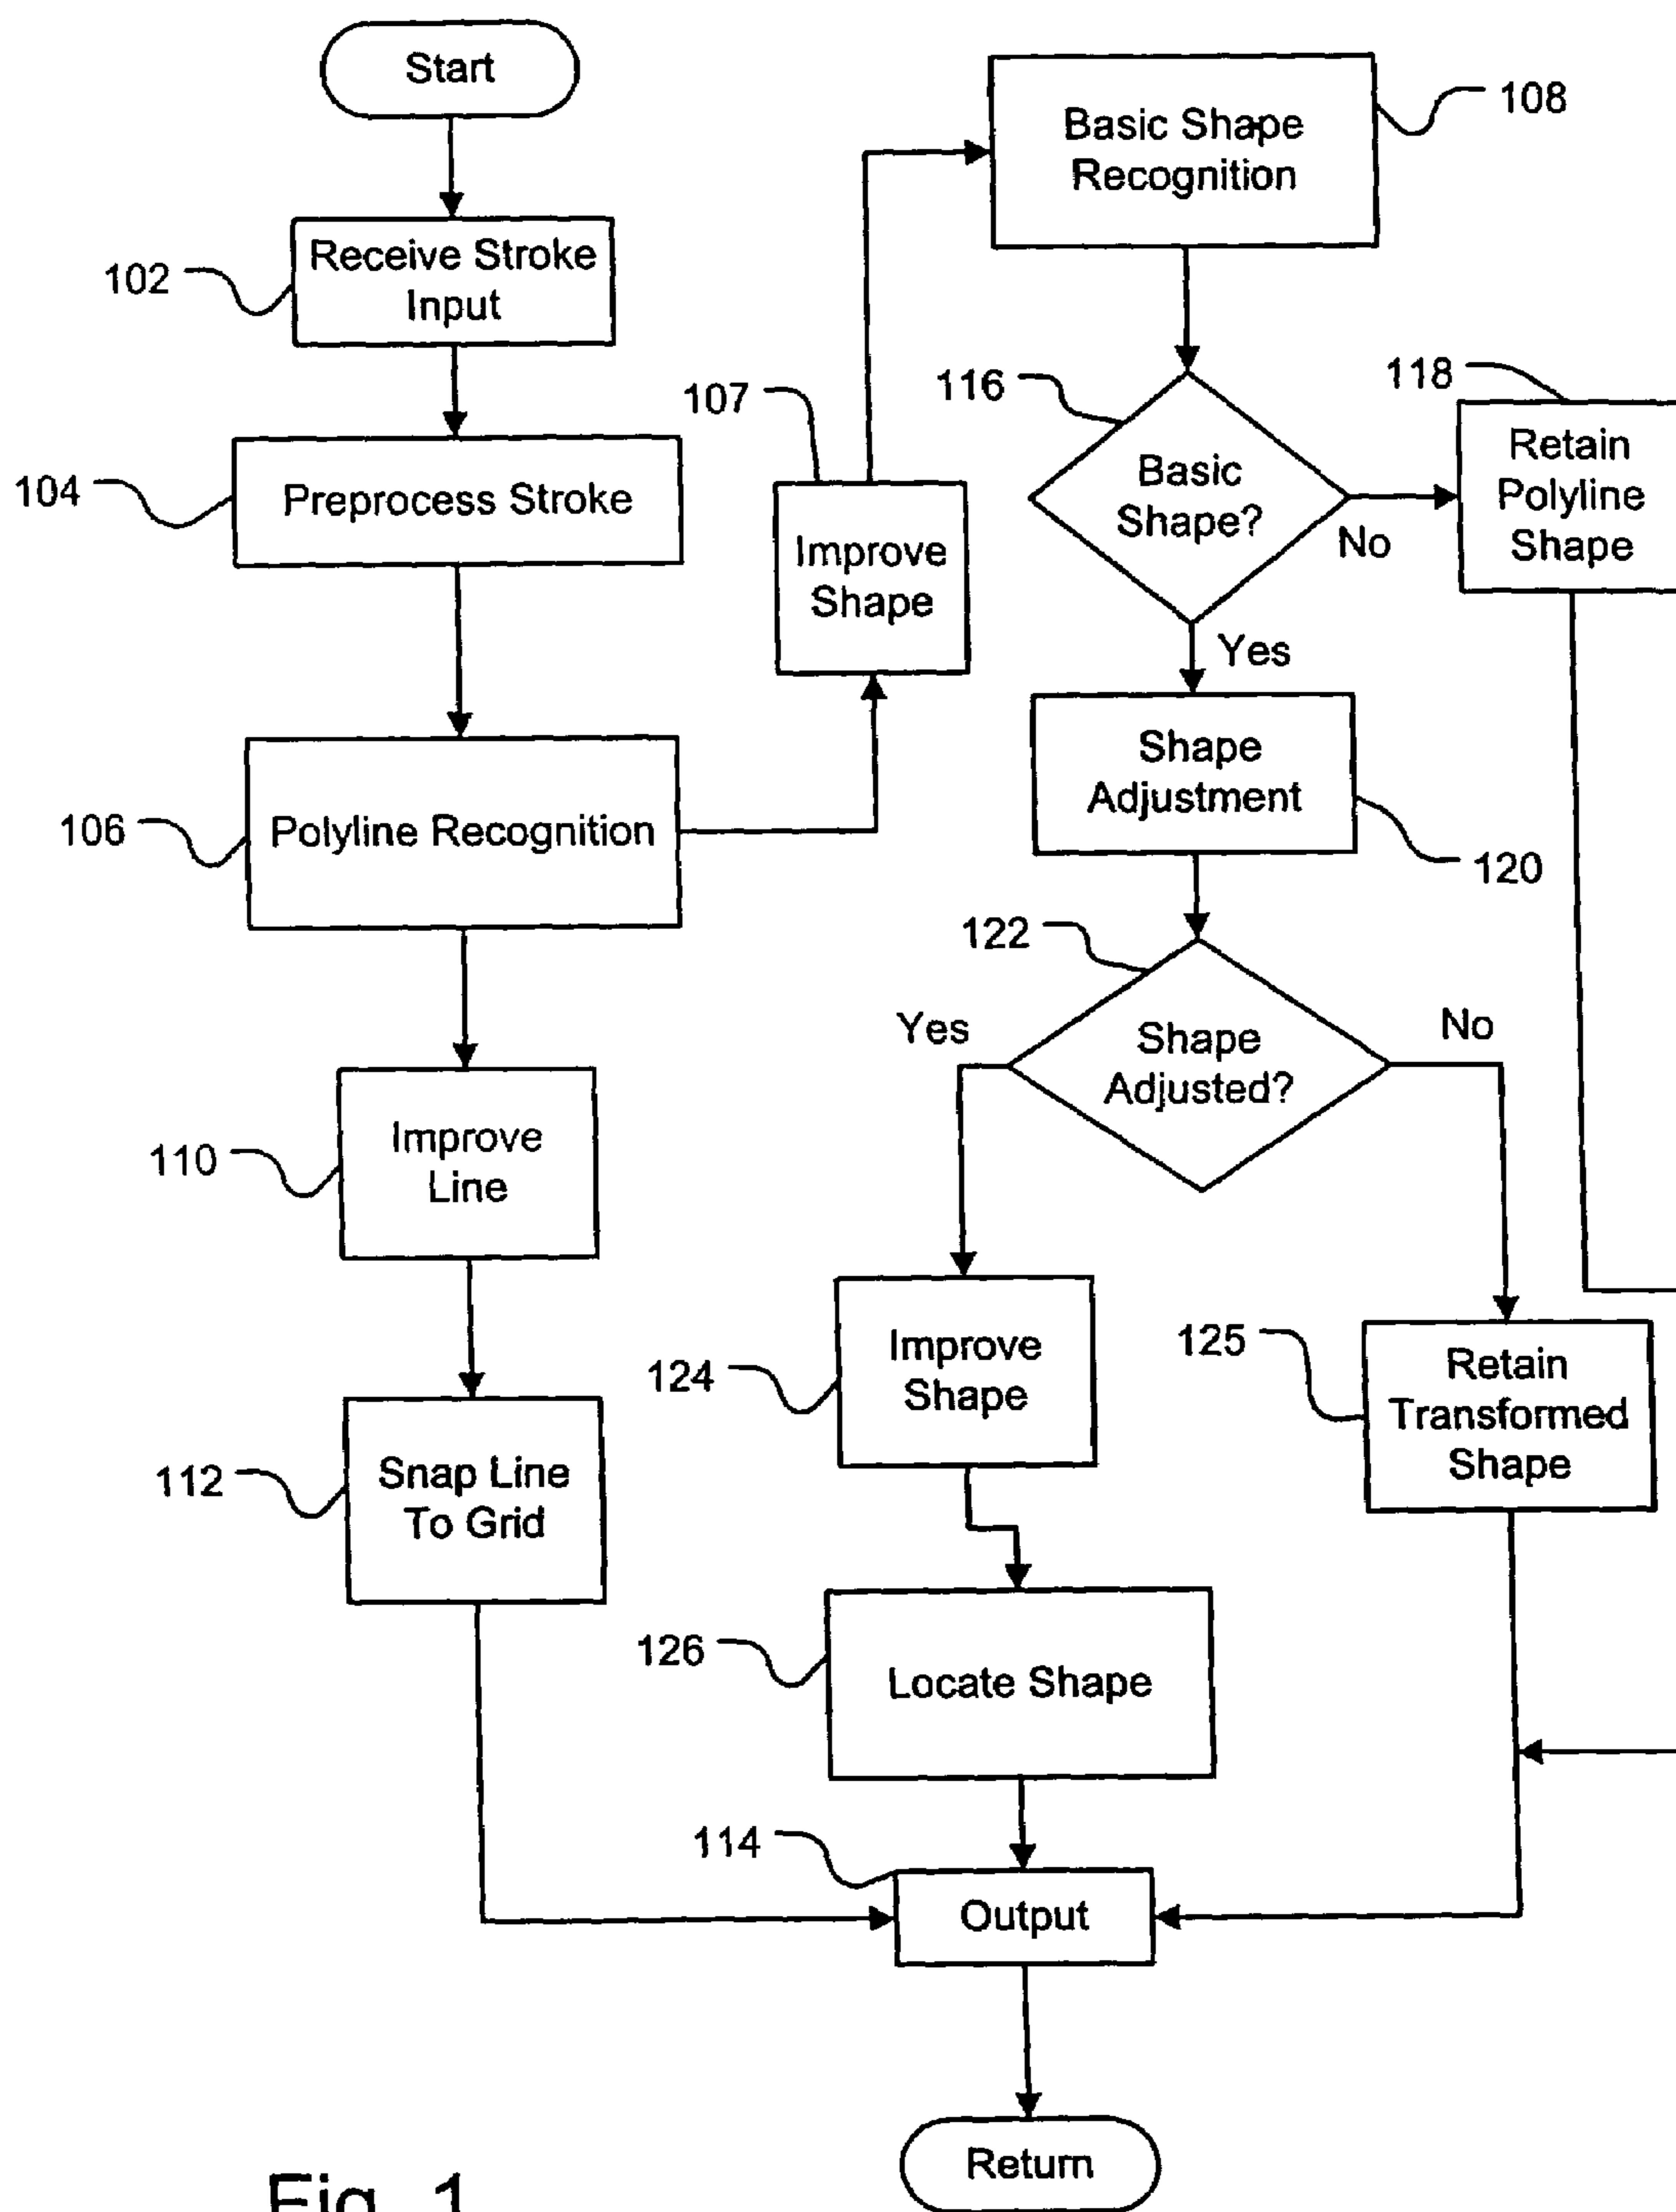 Start
102
Receive Stroke
Input
104
Preprocess Stroke
106
Polyline Recognition
107
Improve
Shape
108
Basic Shape
Recognition
116
Basic
Shape?
No
Yes
118
Retain
Polyline
Shape
Shape
Adjustment
120
122
Shape
Adjusted?
Yes
No
110
Improve
Line
112
Snap Line
To Grid
124
Improve
Shape
125
Retain
Transformed
Shape
126
Locate Shape
114
Output
Return
Fig. 1